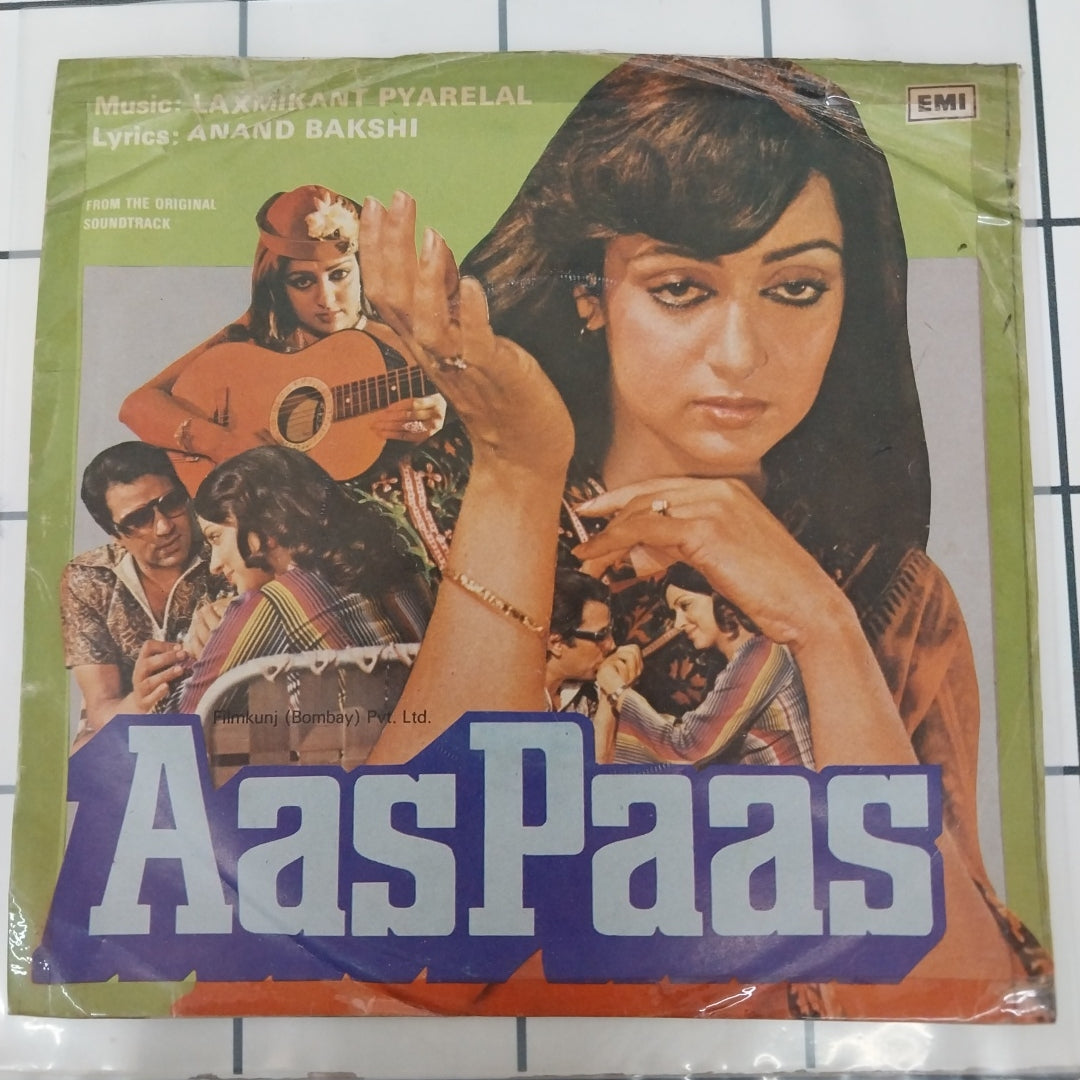 Music: LAXMIKANT PYARELAL
Lyrics: ANAND BAKSHI
EMI
FROM THE ORIGINAL
SOUNDTRACK
Filmkunj (Bombay) Pvt. Ltd.
AasPaas